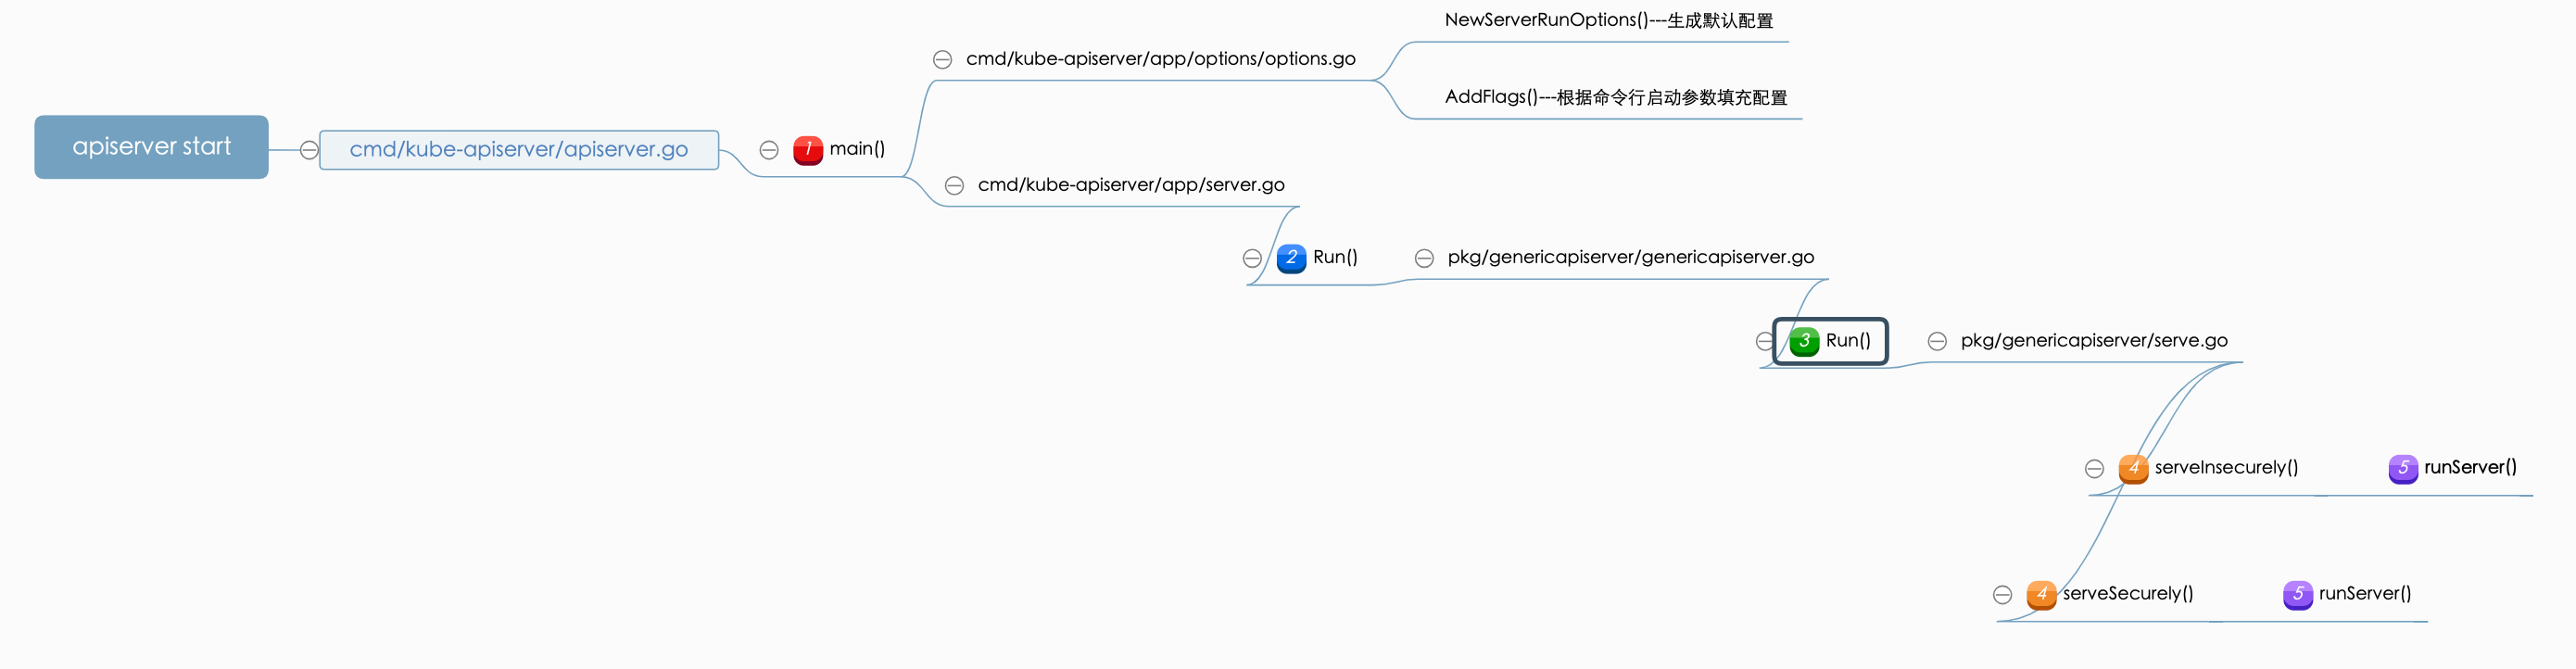 NewServerRunOptions()---生成默认配置
cmd/kube-apiserver/app/options/options.go
AddFlags()---根据命令行启动参数填充配置
apiserver start
cmd/kube-apiserver/apiserver.go
1 main()
cmd/kube-apiserver/app/server.go
2 Run()
pkg/genericapiserver/genericapiserver.go
3 Run()
pkg/genericapiserver/serve.go
4 serveInsecurely()
5 runServer()
4 serveSecurely()
5 runServer()